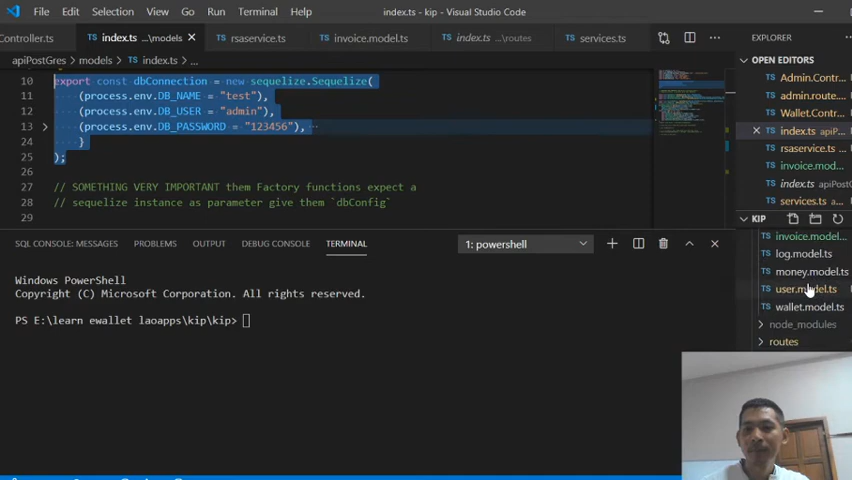 File Edit Selection View Go Run Terminal Help index.ts - kip - Visual Studio Code
Controller.ts index.ts ...\models rsaservice.ts invoice.model.ts index.ts ...\routes services.ts ...
apiPostGres > models > index.ts > ...
10 export const dbConnection = new sequelize.Sequelize(
11 (process.env.DB_NAME = "test"),
12 (process.env.DB_USER = "admin"),
13 (process.env.DB_PASSWORD = "123456"), ...
24 }
25 );
26
27 // SOMETHING VERY IMPORTANT them Factory functions expect a
28 // sequelize instance as parameter give them `dbConfig`
29
SQL CONSOLE: MESSAGES PROBLEMS OUTPUT DEBUG CONSOLE TERMINAL 1: powershell
Windows PowerShell
Copyright (C) Microsoft Corporation. All rights reserved.
PS E:\learn ewallet laoapps\kip\kip>
EXPLORER
OPEN EDITORS
TS Admin.Contr...
TS admin.route...
TS Wallet.Contr...
TS index.ts apiP...
TS rsaservice.ts ...
TS invoice.mod...
TS index.ts apiPost...
TS services.ts a...
KIP
TS invoice.model...
TS log.model.ts
TS money.model.ts
TS user.model.ts
TS wallet.model.ts
node_modules
routes